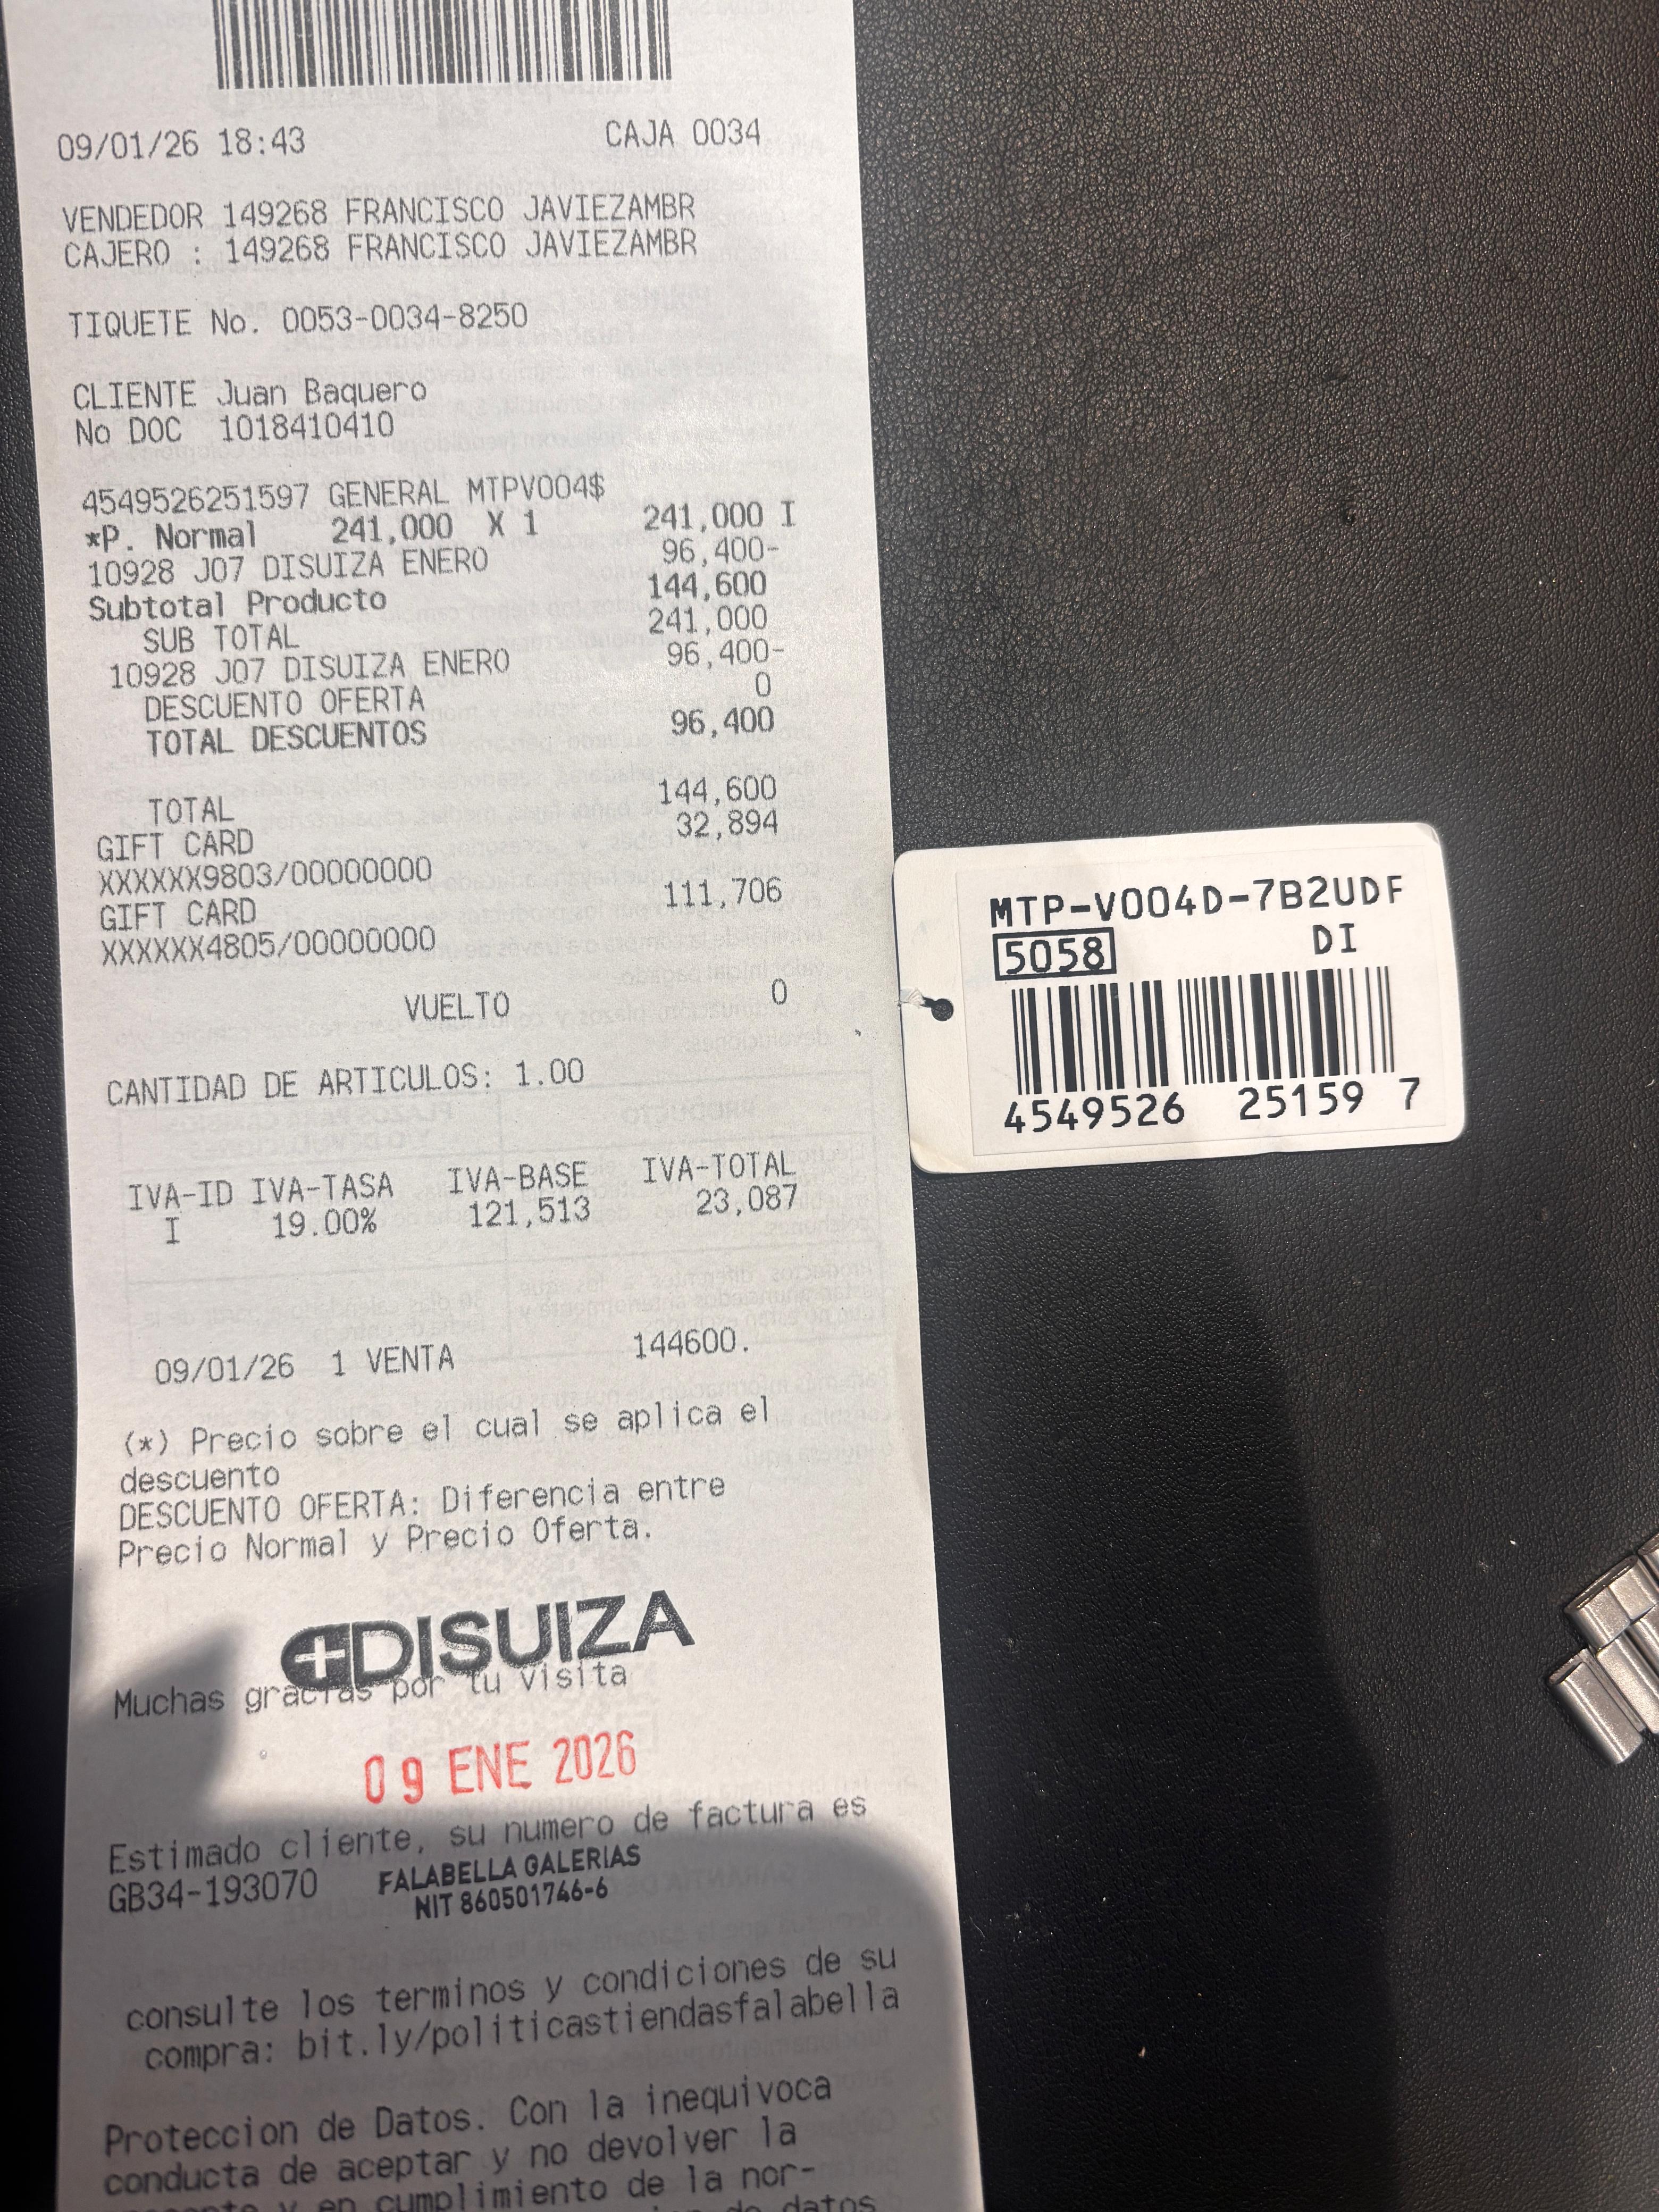 09/01/26 18:43 CAJA 0034
VENDEDOR 149268 FRANCISCO JAVIEZAMBR
CAJERO : 149268 FRANCISCO JAVIEZAMBR
TIQUETE No. 0053-0034-8250
CLIENTE Juan Baquero
No DOC 1018410410
4549526251597 GENERAL MTPV004$
*P. Normal 241,000 X 1 241,000 I
10928 J07 DISUIZA ENERO 96,400-
Subtotal Producto 144,600
SUB TOTAL 241,000
10928 J07 DISUIZA ENERO 96,400-
DESCUENTO OFERTA 0
TOTAL DESCUENTOS 96,400
TOTAL 144,600
GIFT CARD 32,894
XXXXXX9803/00000000
GIFT CARD 111,706
XXXXXX4805/00000000
VUELTO 0
CANTIDAD DE ARTICULOS: 1.00
IVA-ID IVA-TASA IVA-BASE IVA-TOTAL
I 19.00% 121,513 23,087
09/01/26 1 VENTA 144600.
(*) Precio sobre el cual se aplica el
descuento
DESCUENTO OFERTA: Diferencia entre
Precio Normal y Precio Oferta.
DISUIZA
Muchas gracias por tu visita
09 ENE 2026
Estimado cliente, su numero de factura es
GB34-193070
FALABELLA GALERIAS
NIT 860501746-6
consulte los terminos y condiciones de su
compra: bit.ly/politicastiendasfalabella
Proteccion de Datos. Con la inequivoca
conducta de aceptar y no devolver la
y en cumplimiento de la nor-
de datos
MTP-V004D-7B2UDF
5058 DI
4549526 25159 7